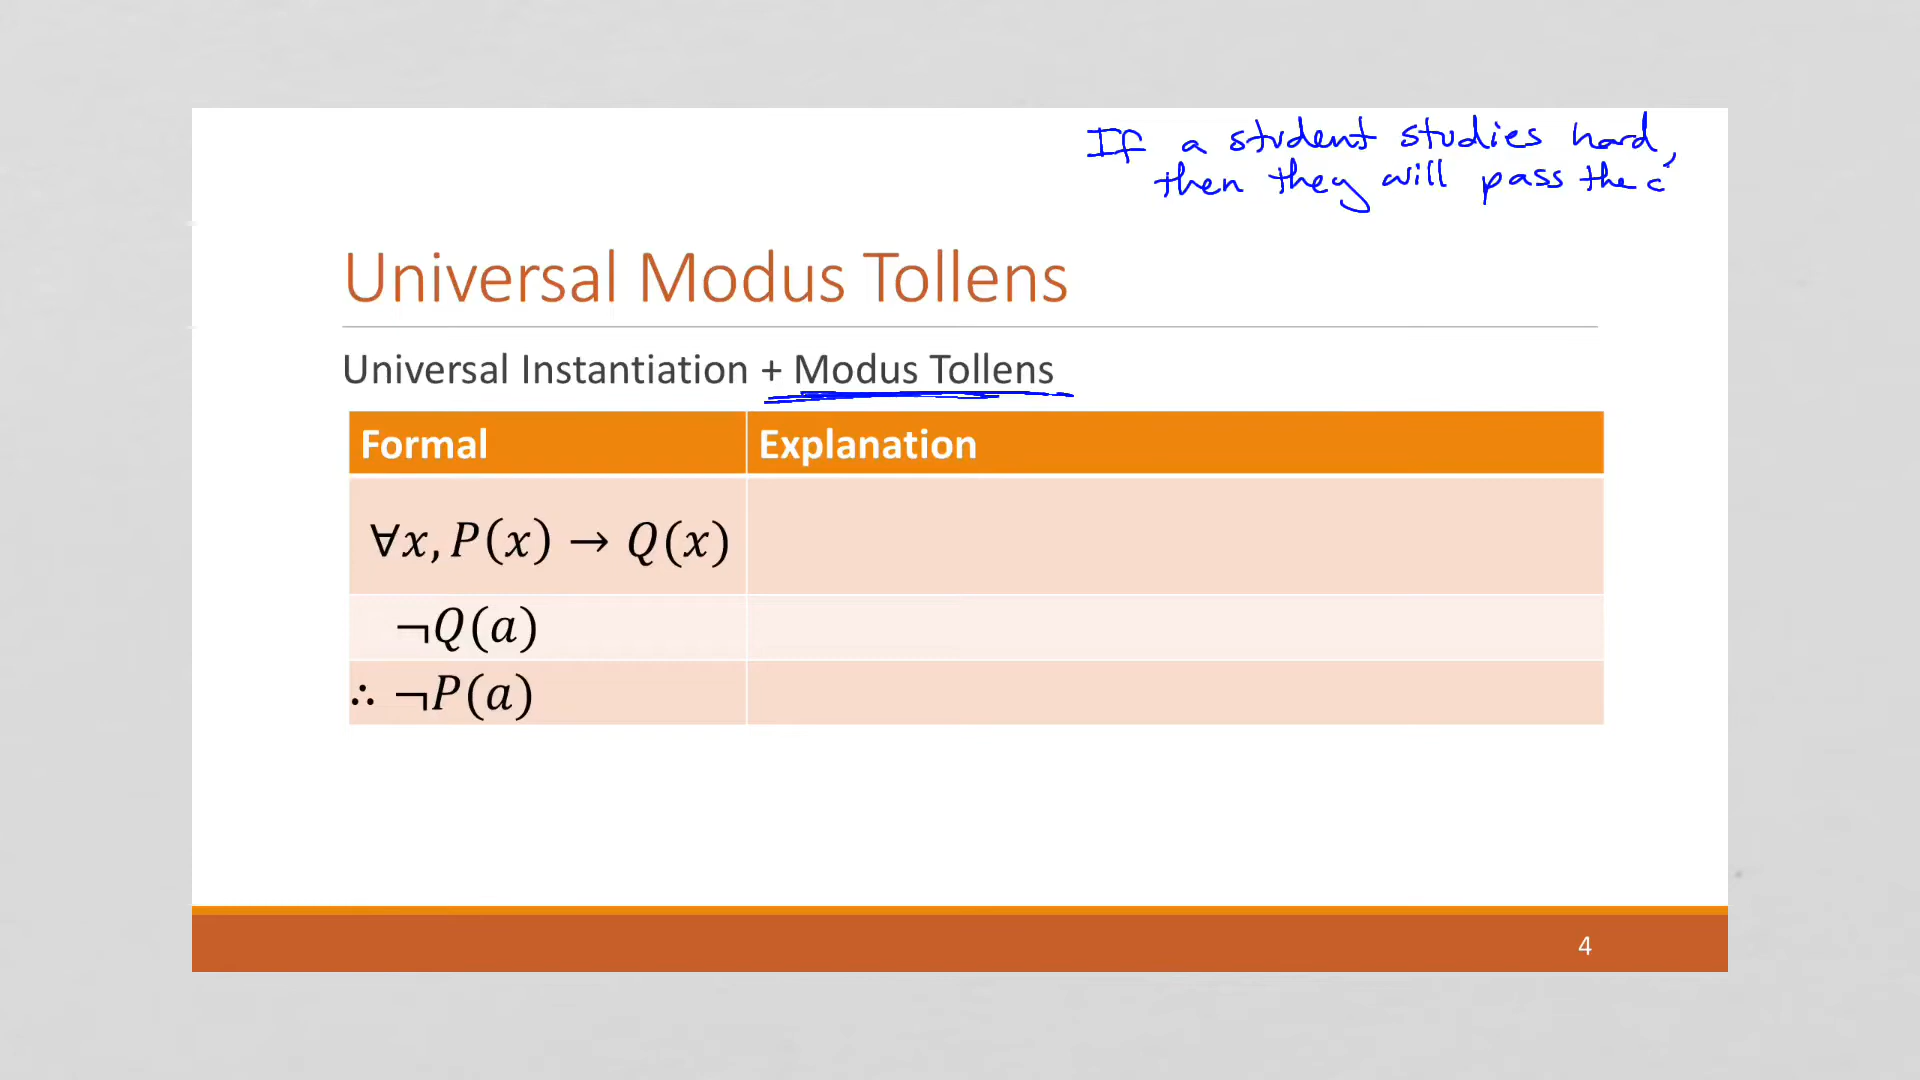 If a student studies hard,
then they will pass the c
Universal Modus Tollens
Universal Instantiation + Modus Tollens
Formal Explanation
∀x, P(x) → Q(x)
¬Q(a)
∴ ¬P(a)
4